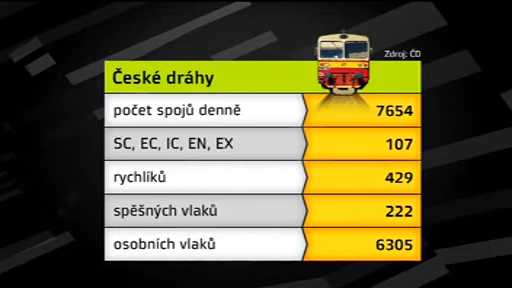 Zdroj: ČD
České dráhy
počet spojů denně 7654
SC, EC, IC, EN, EX 107
rychlíků 429
spěšných vlaků 222
osobních vlaků 6305